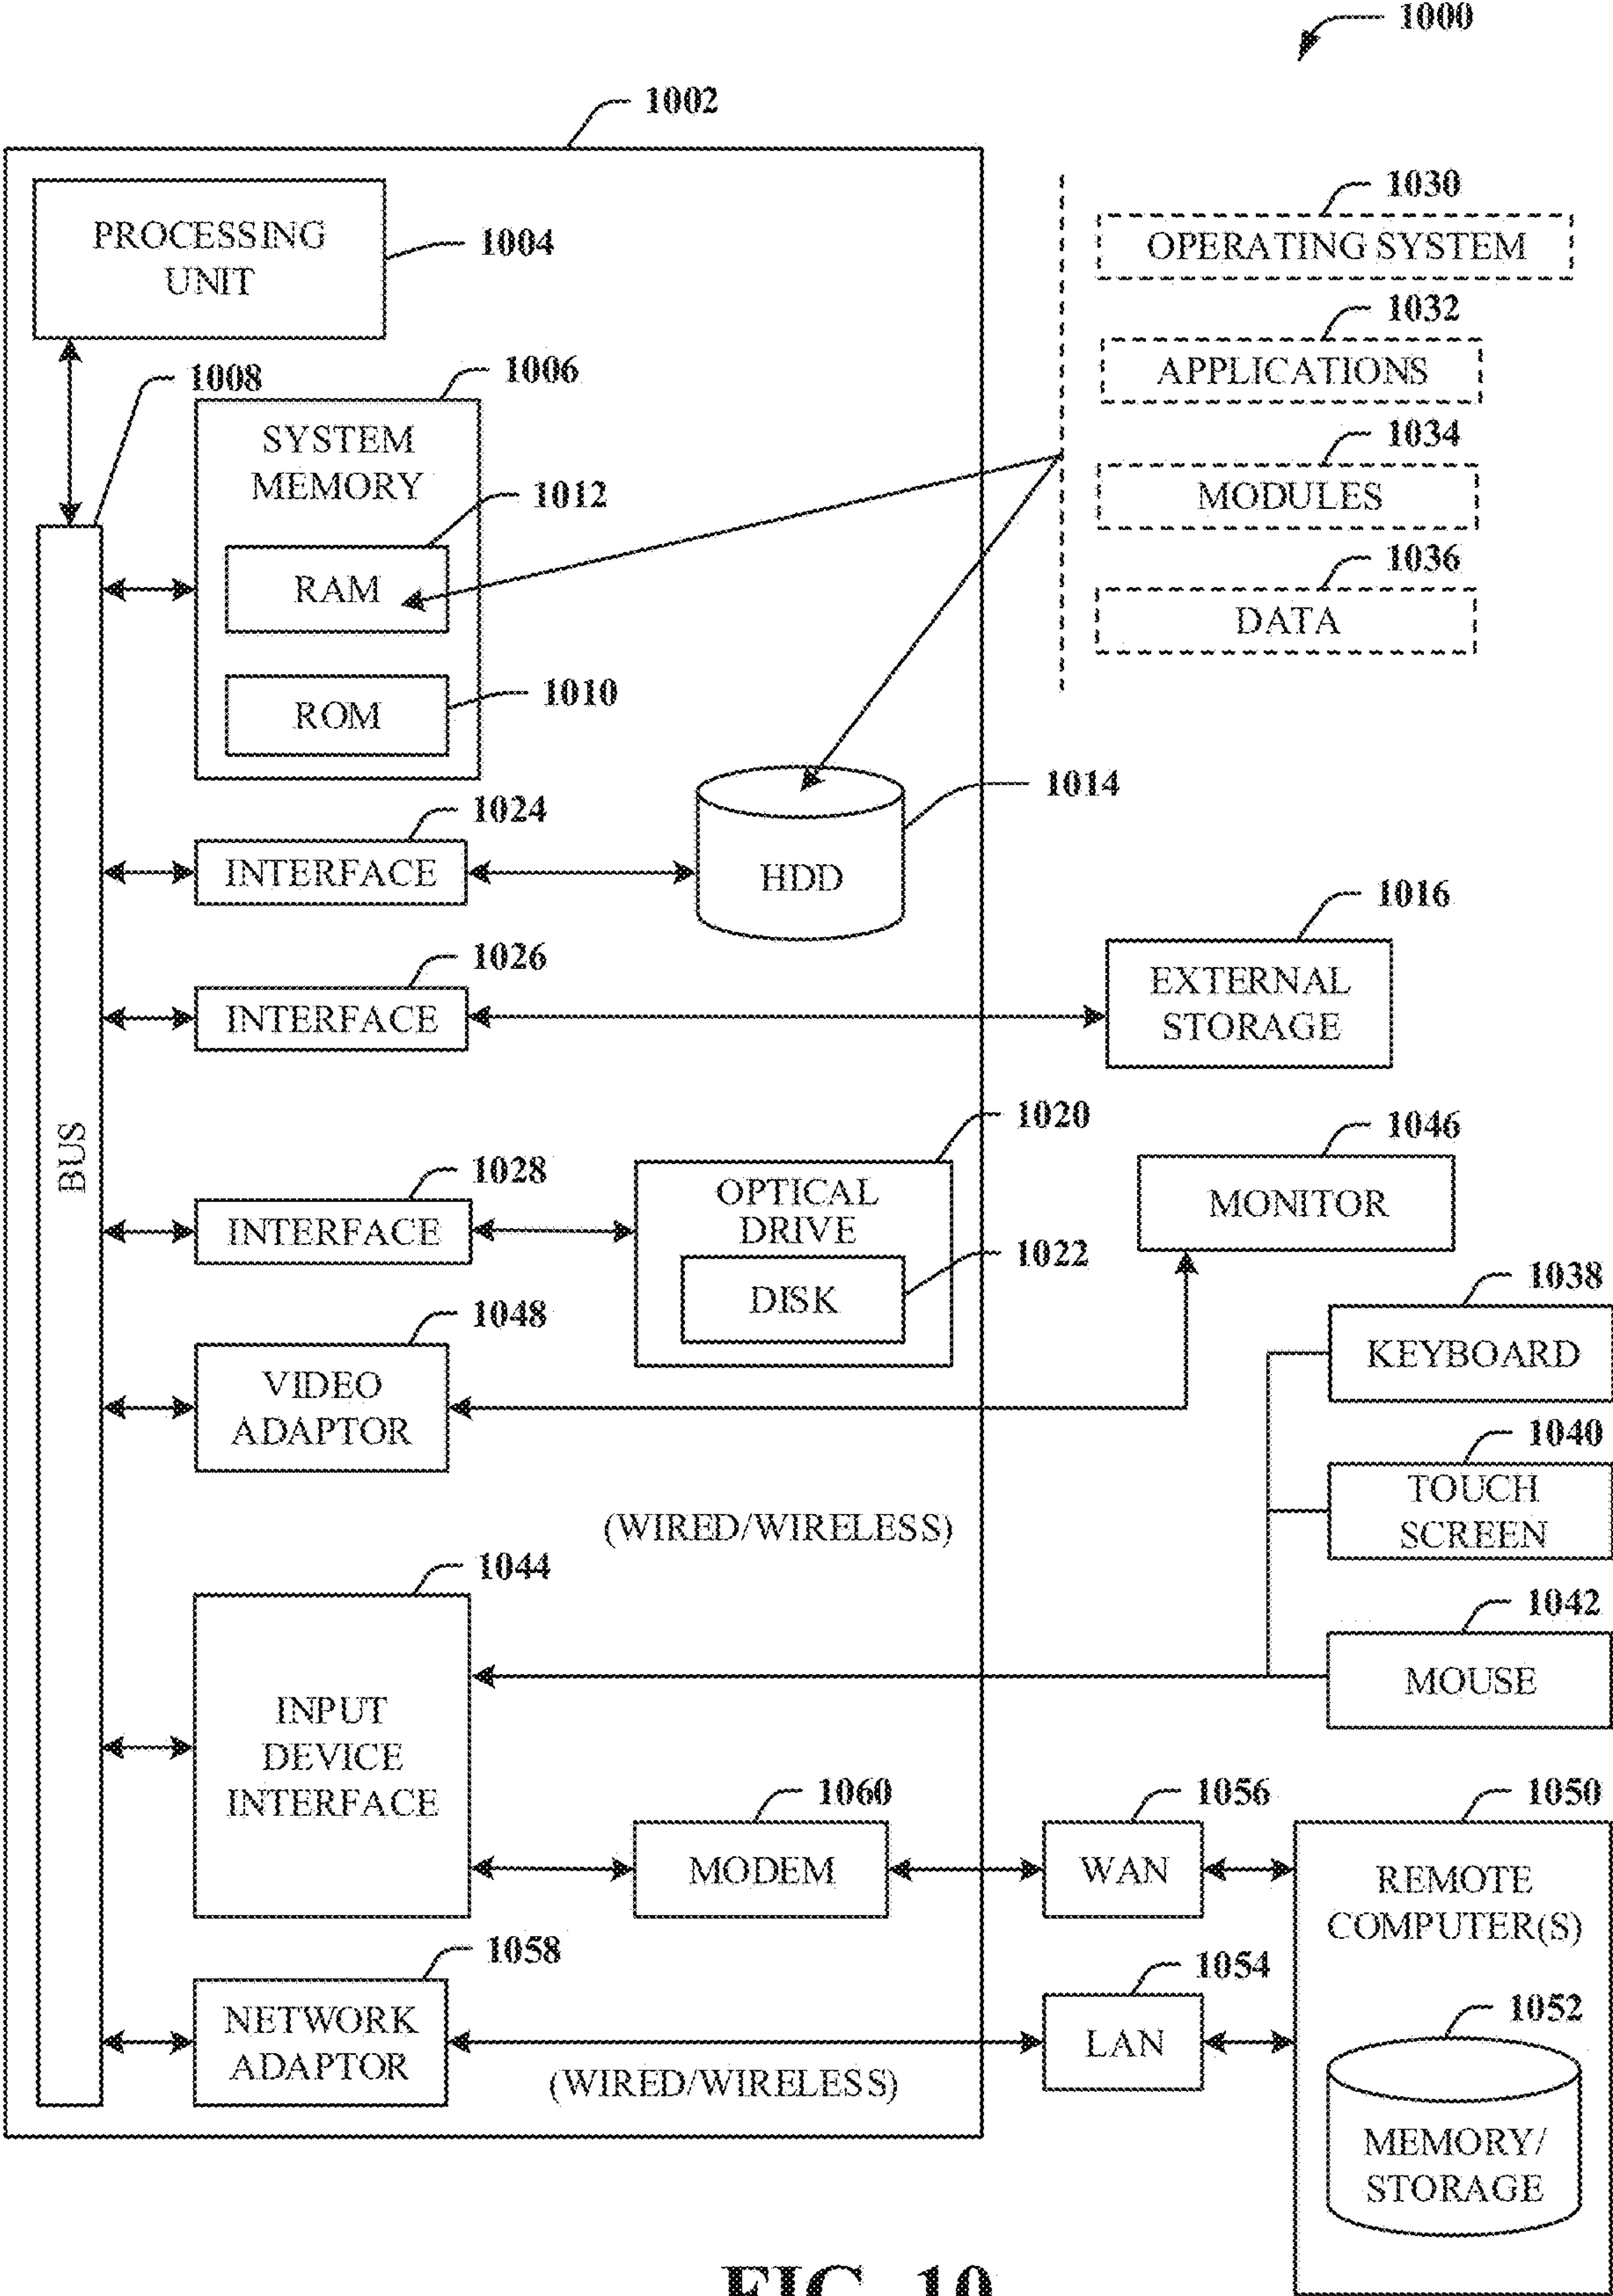 1000
1002
PROCESSING
UNIT
1004
1030
OPERATING SYSTEM
1032
APPLICATIONS
1034
MODULES
1036
DATA
1008
1006
SYSTEM
MEMORY
1012
RAM
1010
ROM
1024
INTERFACE
1014
HDD
1026
INTERFACE
1016
EXTERNAL
STORAGE
BUS
1028
INTERFACE
1020
OPTICAL
DRIVE
1022
DISK
1046
MONITOR
1048
VIDEO
ADAPTOR
1038
KEYBOARD
1040
TOUCH
SCREEN
(WIRED/WIRELESS)
1044
INPUT
DEVICE
INTERFACE
1042
MOUSE
1060
MODEM
1056
WAN
1050
REMOTE
COMPUTER(S)
1058
NETWORK
ADAPTOR
(WIRED/WIRELESS)
1054
LAN
1052
MEMORY/
STORAGE
FIG. 10